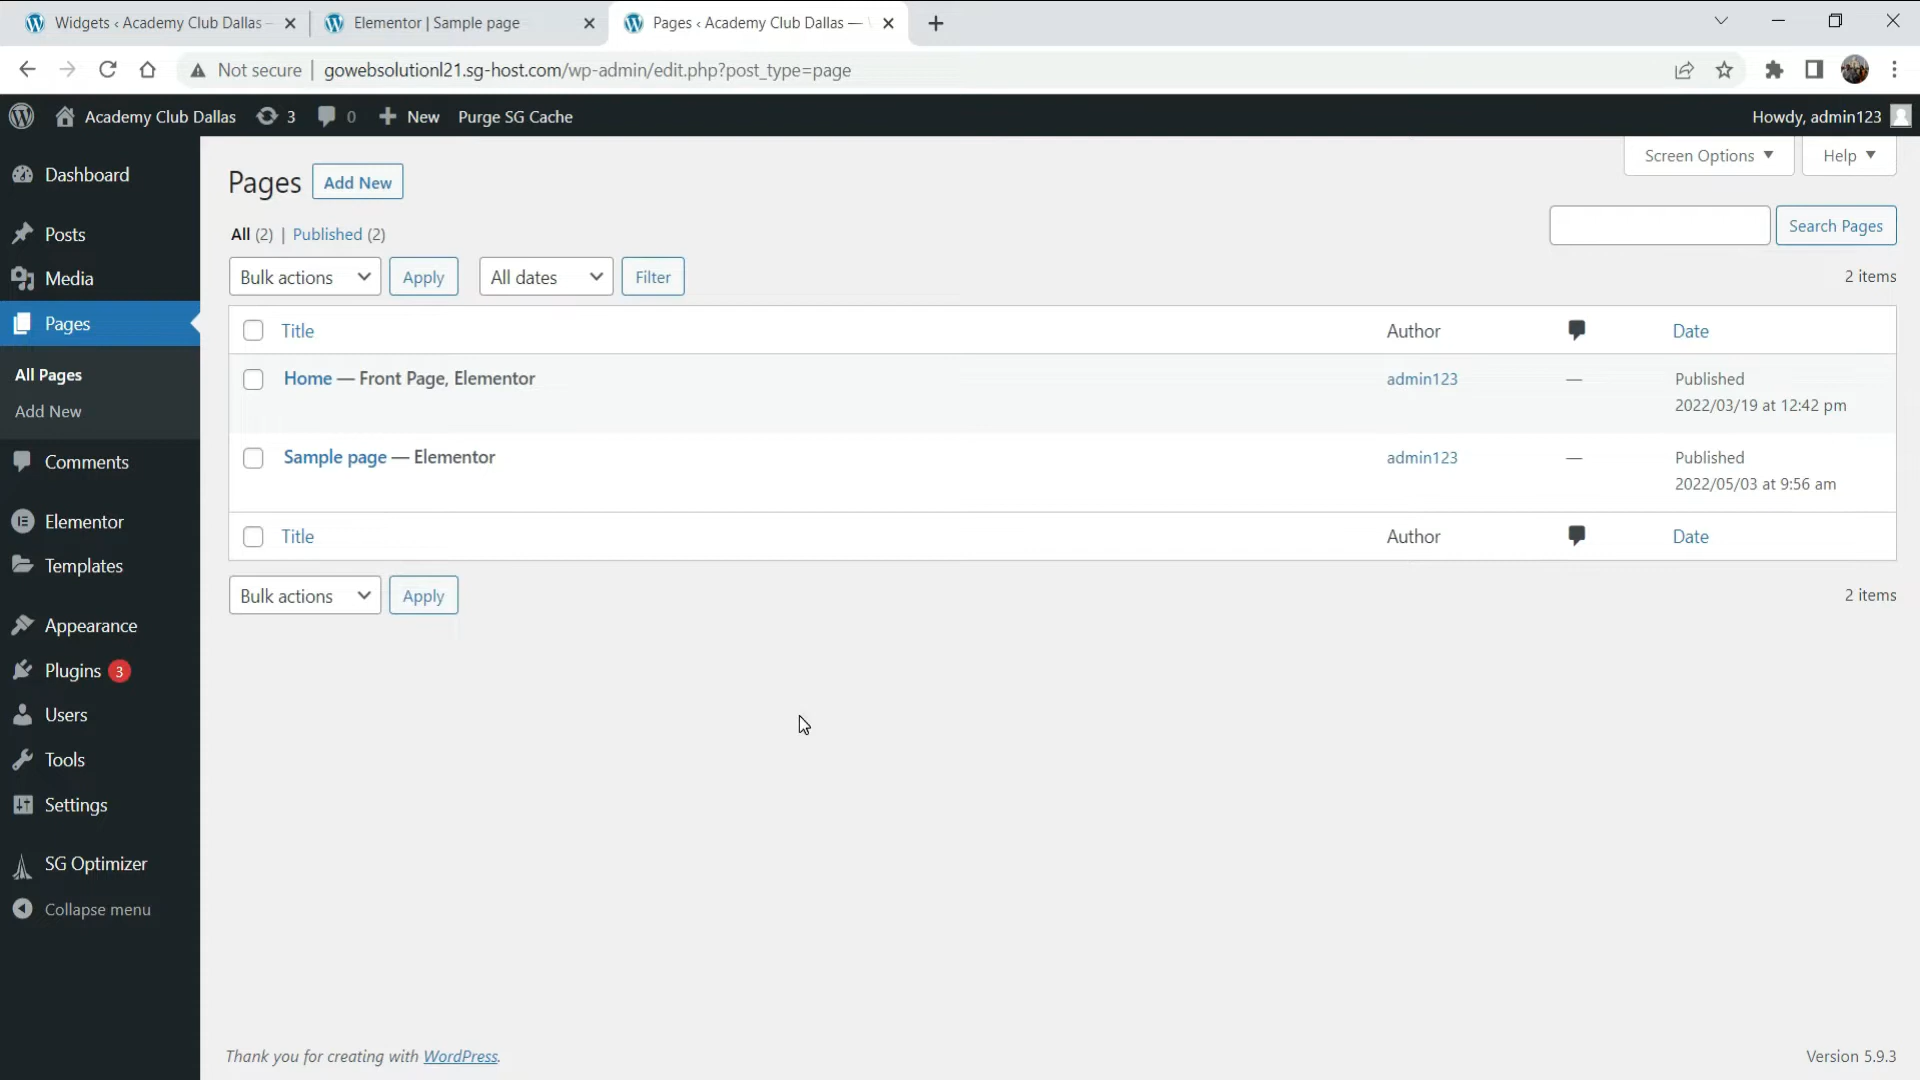 Widgets ‹ Academy Club Dallas –
Elementor | Sample page
Pages ‹ Academy Club Dallas —
Not secure | gowebsolutionl21.sg-host.com/wp-admin/edit.php?post_type=page
Academy Club Dallas 3 0 New Purge SG Cache
Howdy, admin123
Screen Options ▼
Help ▼
Dashboard
Posts
Media
Pages
All Pages
Add New
Comments
Elementor
Templates
Appearance
Plugins 3
Users
Tools
Settings
SG Optimizer
Collapse menu
Pages Add New
All (2) | Published (2)
Search Pages
Bulk actions Apply All dates Filter
2 items
Title Author Date
Home — Front Page, Elementor admin123 — Published
2022/03/19 at 12:42 pm
Sample page — Elementor admin123 — Published
2022/05/03 at 9:56 am
Title Author Date
Bulk actions Apply
2 items
Thank you for creating with WordPress.
Version 5.9.3